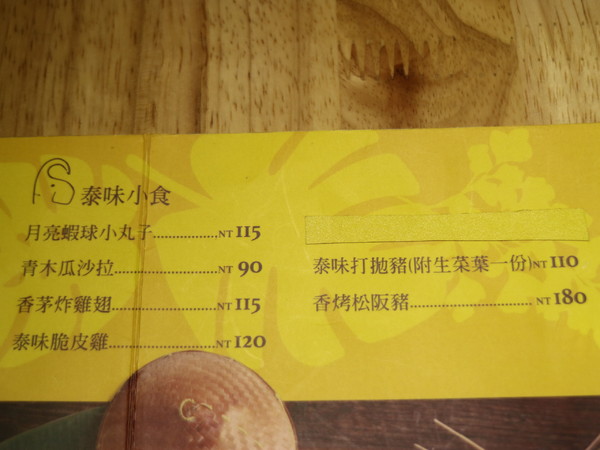 泰味小食
月亮蝦球小丸子..................NT 115
青木瓜沙拉............................NT 90
香茅炸雞翅.............................NT 115
泰味脆皮雞.............................NT 120
泰味打拋豬(附生菜葉一份)NT 110
香烤松阪豬.................................. NT 180